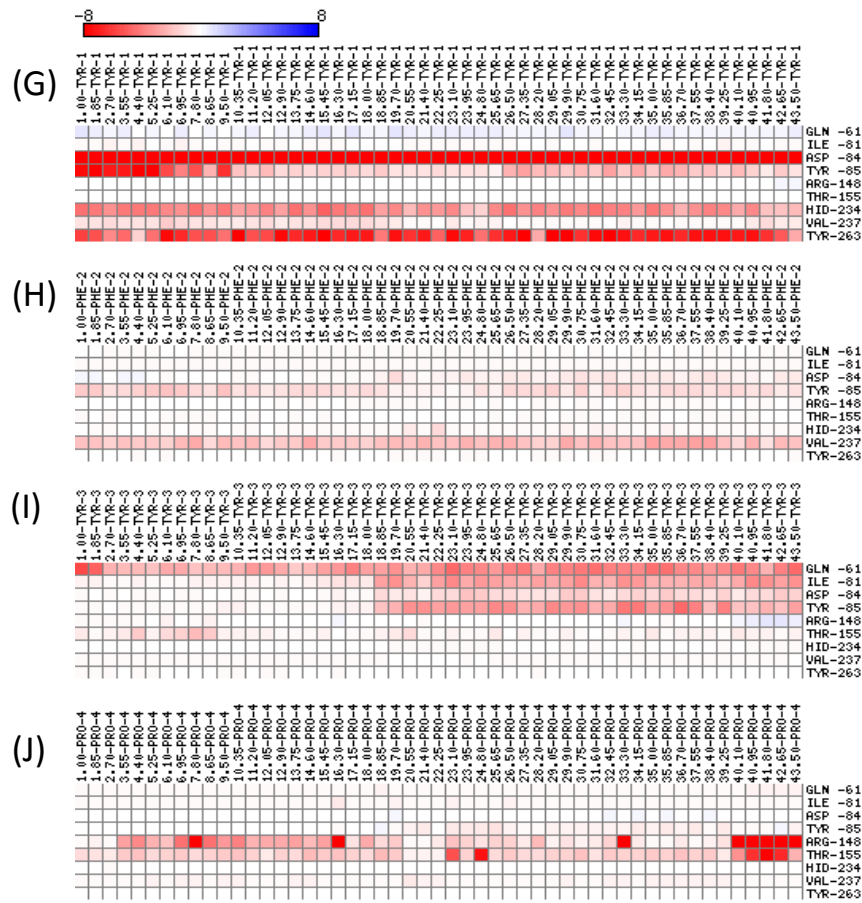 -8 8
(G)
1.00-TYR-1 1.85-TYR-1 2.70-TYR-1 3.55-TYR-1 4.40-TYR-1 5.25-TYR-1 6.10-TYR-1 6.95-TYR-1 7.80-TYR-1 8.65-TYR-1 9.50-TYR-1 10.35-TYR-1 11.20-TYR-1 12.05-TYR-1 12.90-TYR-1 13.75-TYR-1 14.60-TYR-1 15.45-TYR-1 16.30-TYR-1 17.15-TYR-1 18.00-TYR-1 18.85-TYR-1 19.70-TYR-1 20.55-TYR-1 21.40-TYR-1 22.25-TYR-1 23.10-TYR-1 23.95-TYR-1 24.80-TYR-1 25.65-TYR-1 26.50-TYR-1 27.35-TYR-1 28.20-TYR-1 29.05-TYR-1 29.90-TYR-1 30.75-TYR-1 31.60-TYR-1 32.45-TYR-1 33.30-TYR-1 34.15-TYR-1 35.00-TYR-1 35.85-TYR-1 36.70-TYR-1 37.55-TYR-1 38.40-TYR-1 39.25-TYR-1 40.10-TYR-1 40.95-TYR-1 41.80-TYR-1 42.65-TYR-1 43.50-TYR-1
GLN -61
ILE -81
ASP -84
TYR -85
ARG-148
THR-155
HID-234
VAL-237
TYR-263
(H)
1.00-PHE-2 1.85-PHE-2 2.70-PHE-2 3.55-PHE-2 4.40-PHE-2 5.25-PHE-2 6.10-PHE-2 6.95-PHE-2 7.80-PHE-2 8.65-PHE-2 9.50-PHE-2 10.35-PHE-2 11.20-PHE-2 12.05-PHE-2 12.90-PHE-2 13.75-PHE-2 14.60-PHE-2 15.45-PHE-2 16.30-PHE-2 17.15-PHE-2 18.00-PHE-2 18.85-PHE-2 19.70-PHE-2 20.55-PHE-2 21.40-PHE-2 22.25-PHE-2 23.10-PHE-2 23.95-PHE-2 24.80-PHE-2 25.65-PHE-2 26.50-PHE-2 27.35-PHE-2 28.20-PHE-2 29.05-PHE-2 29.90-PHE-2 30.75-PHE-2 31.60-PHE-2 32.45-PHE-2 33.30-PHE-2 34.15-PHE-2 35.00-PHE-2 35.85-PHE-2 36.70-PHE-2 37.55-PHE-2 38.40-PHE-2 39.25-PHE-2 40.10-PHE-2 40.95-PHE-2 41.80-PHE-2 42.65-PHE-2 43.50-PHE-2
GLN -61
ILE -81
ASP -84
TYR -85
ARG-148
THR-155
HID-234
VAL-237
TYR-263
(I)
1.00-TYR-3 1.85-TYR-3 2.70-TYR-3 3.55-TYR-3 4.40-TYR-3 5.25-TYR-3 6.10-TYR-3 6.95-TYR-3 7.80-TYR-3 8.65-TYR-3 9.50-TYR-3 10.35-TYR-3 11.20-TYR-3 12.05-TYR-3 12.90-TYR-3 13.75-TYR-3 14.60-TYR-3 15.45-TYR-3 16.30-TYR-3 17.15-TYR-3 18.00-TYR-3 18.85-TYR-3 19.70-TYR-3 20.55-TYR-3 21.40-TYR-3 22.25-TYR-3 23.10-TYR-3 23.95-TYR-3 24.80-TYR-3 25.65-TYR-3 26.50-TYR-3 27.35-TYR-3 28.20-TYR-3 29.05-TYR-3 29.90-TYR-3 30.75-TYR-3 31.60-TYR-3 32.45-TYR-3 33.30-TYR-3 34.15-TYR-3 35.00-TYR-3 35.85-TYR-3 36.70-TYR-3 37.55-TYR-3 38.40-TYR-3 39.25-TYR-3 40.10-TYR-3 40.95-TYR-3 41.80-TYR-3 42.65-TYR-3 43.50-TYR-3
GLN -61
ILE -81
ASP -84
TYR -85
ARG-148
THR-155
HID-234
VAL-237
TYR-263
(J)
1.00-PRO-4 1.85-PRO-4 2.70-PRO-4 3.55-PRO-4 4.40-PRO-4 5.25-PRO-4 6.10-PRO-4 6.95-PRO-4 7.80-PRO-4 8.65-PRO-4 9.50-PRO-4 10.35-PRO-4 11.20-PRO-4 12.05-PRO-4 12.90-PRO-4 13.75-PRO-4 14.60-PRO-4 15.45-PRO-4 16.30-PRO-4 17.15-PRO-4 18.00-PRO-4 18.85-PRO-4 19.70-PRO-4 20.55-PRO-4 21.40-PRO-4 22.25-PRO-4 23.10-PRO-4 23.95-PRO-4 24.80-PRO-4 25.65-PRO-4 26.50-PRO-4 27.35-PRO-4 28.20-PRO-4 29.05-PRO-4 29.90-PRO-4 30.75-PRO-4 31.60-PRO-4 32.45-PRO-4 33.30-PRO-4 34.15-PRO-4 35.00-PRO-4 35.85-PRO-4 36.70-PRO-4 37.55-PRO-4 38.40-PRO-4 39.25-PRO-4 40.10-PRO-4 40.95-PRO-4 41.80-PRO-4 42.65-PRO-4 43.50-PRO-4
GLN -61
ILE -81
ASP -84
TYR -85
ARG-148
THR-155
HID-234
VAL-237
TYR-263